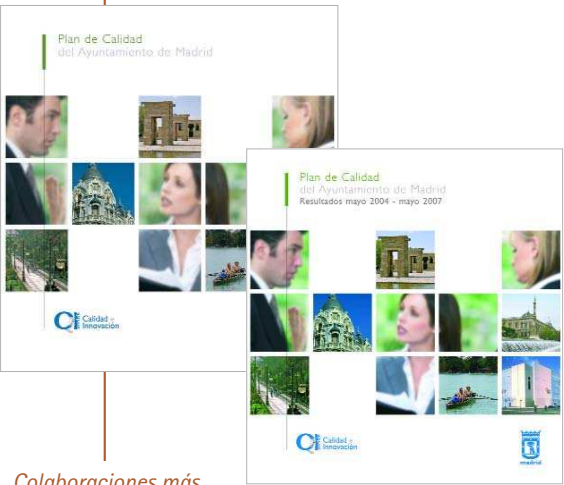 Plan de Calidad
del Ayuntamiento de Madrid
Calidad e
Innovación
Plan de Calidad
del Ayuntamiento de Madrid
Resultados mayo 2004 - mayo 2007
Calidad e
Innovación
madrid
Colaboraciones más